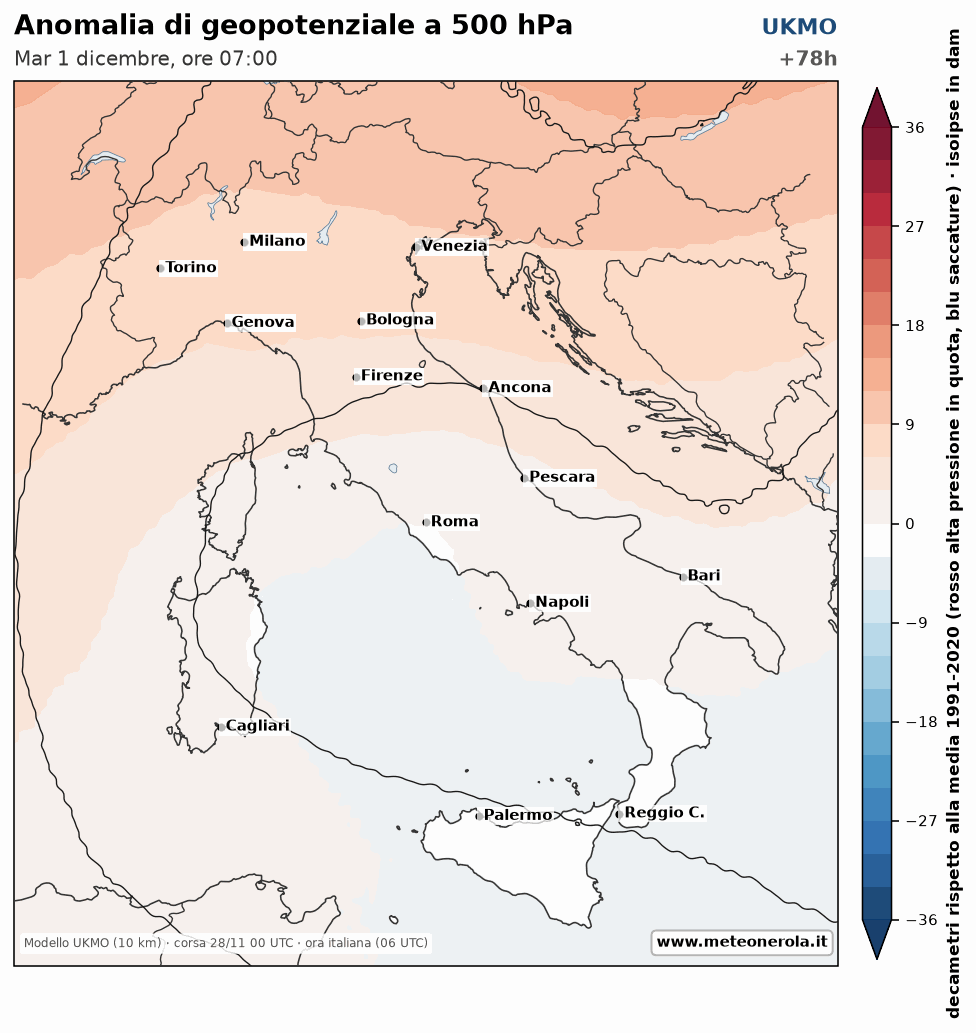 Anomalia di geopotenziale a 500 hPa
UKMO
Mar 1 dicembre, ore 07:00
+78h
Milano
Venezia
Torino
Genova
Bologna
Firenze
Ancona
Pescara
Roma
Bari
Napoli
Cagliari
Palermo
Reggio C.
Modello UKMO (10 km) · corsa 28/11 00 UTC · ora italiana (06 UTC)
www.meteonerola.it
36
27
18
9
0
−9
−18
−27
−36
decametri rispetto alla media 1991-2020 (rosso alta pressione in quota, blu saccature) · isoipse in dam